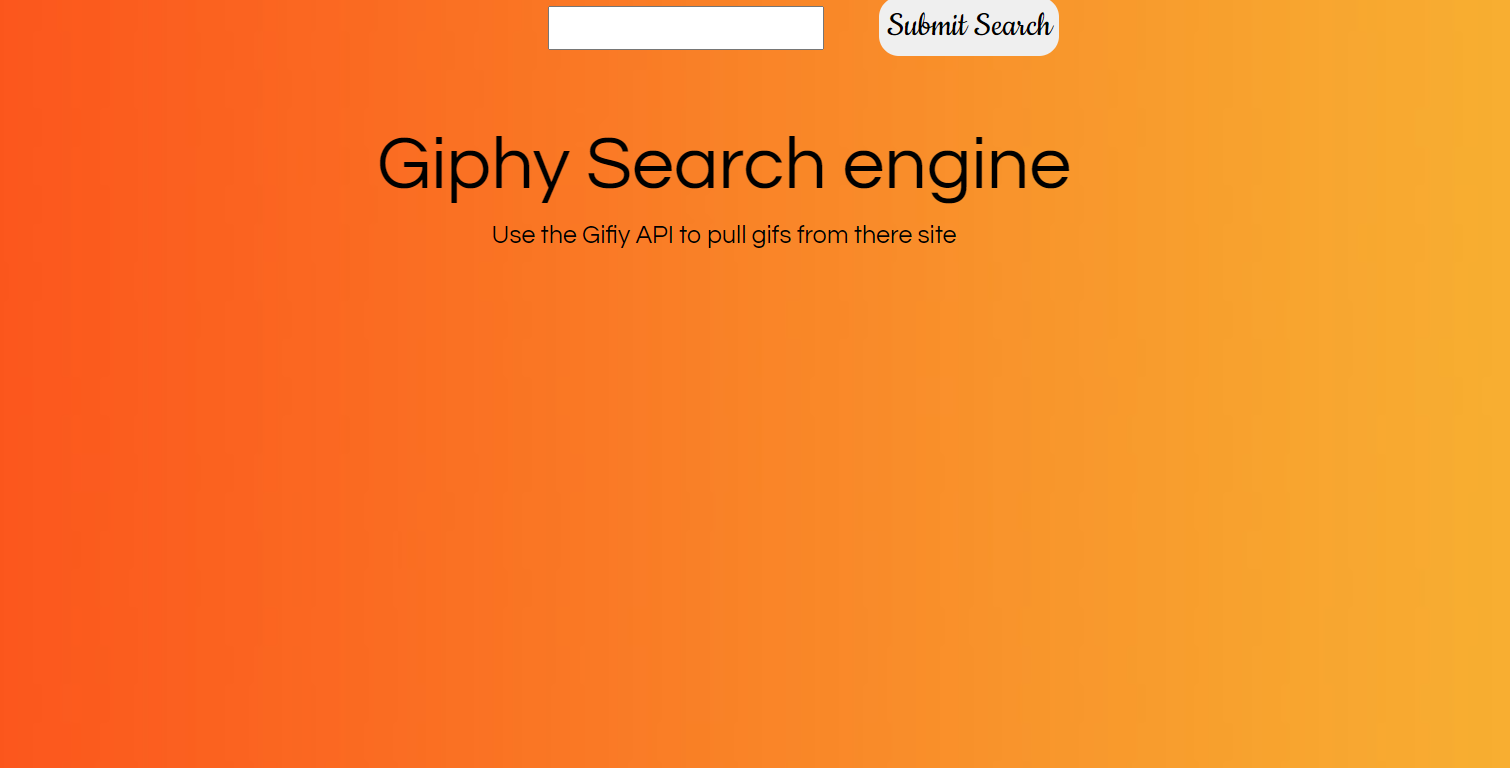 Submit Search
Giphy Search engine
Use the Gifiy API to pull gifs from there site